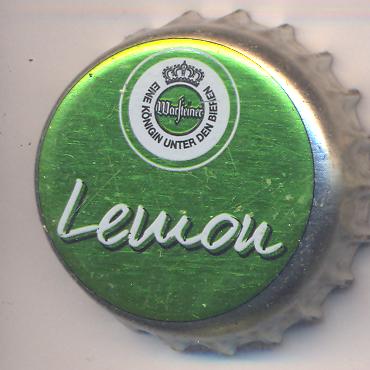 EINE KÖNIGIN UNTER DEN BIEREN
Warsteiner
Lemon